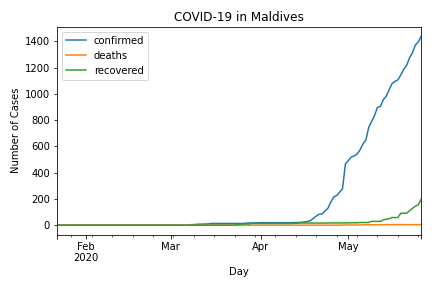 COVID-19 in Maldives
confirmed
deaths
recovered
Number of Cases
1400
1200
1000
800
600
400
200
0
Feb
2020
Mar
Apr
May
Day